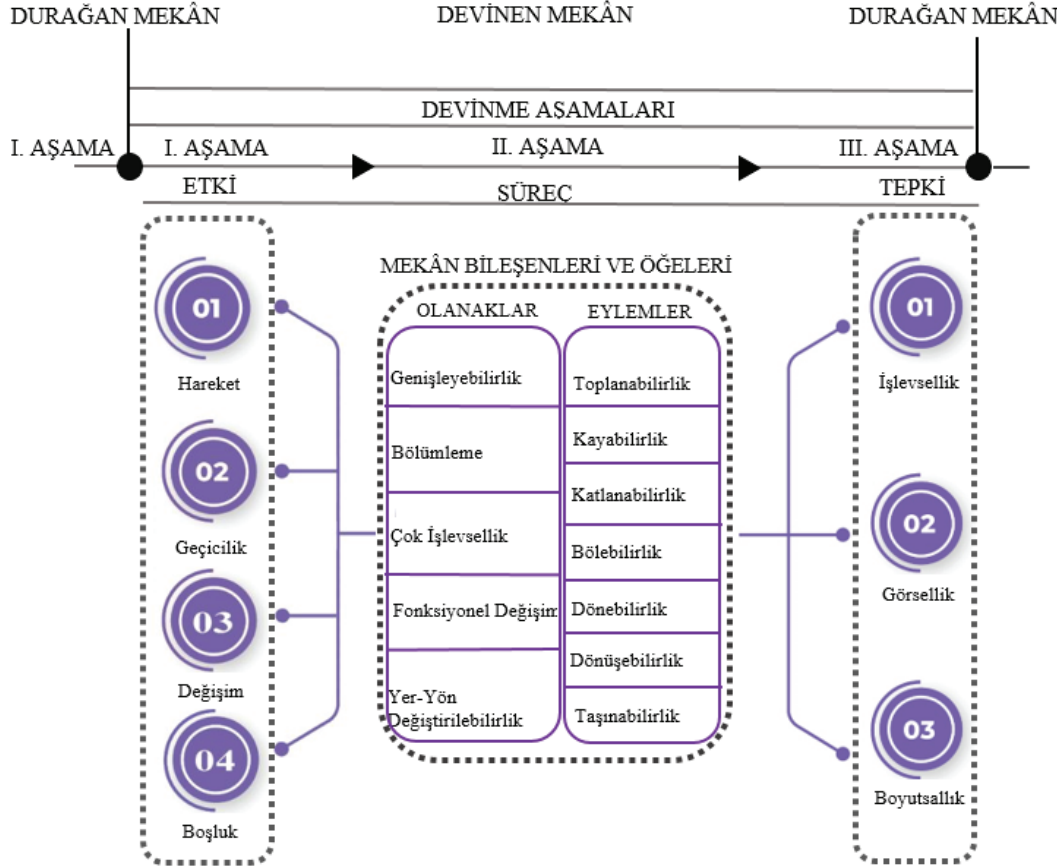 DURAĞAN MEKÂN
DEVİNEN MEKÂN
DURAĞAN MEKÂN
DEVİNME AŞAMALARI
I. AŞAMA
I. AŞAMA
II. AŞAMA
III. AŞAMA
ETKİ
SÜREÇ
TEPKİ
01
Hareket
02
Geçicilik
03
Değişim
04
Boşluk
MEKÂN BİLEŞENLERİ VE ÖĞELERİ
OLANAKLAR
Genişleyebilirlik
Bölümleme
Çok İşlevsellik
Fonksiyonel Değişim
Yer-Yön
Değiştirilebilirlik
EYLEMLER
Toplanabilirlik
Kayabilirlik
Katlanabilirlik
Bölebilirlik
Dönebilirlik
Dönüşebilirlik
Taşınabilirlik
01
İşlevsellik
02
Görsellik
03
Boyutsallık